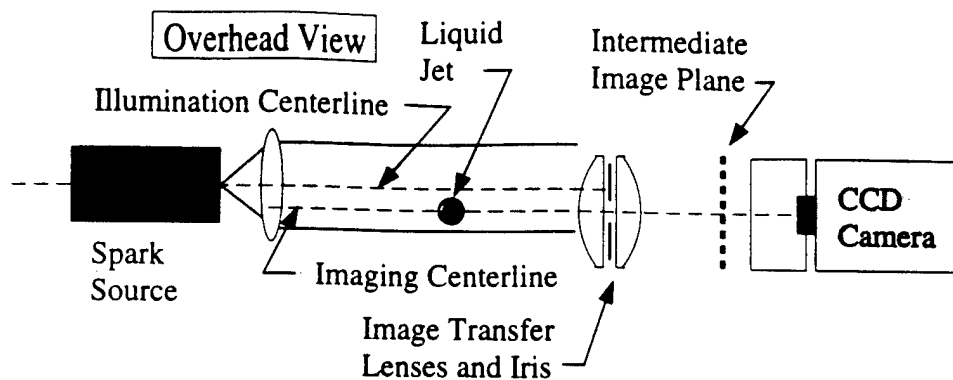 Overhead View
Liquid
Jet
Intermediate
Image Plane
Illumination Centerline
CCD
Camera
Spark
Source
Imaging Centerline
Image Transfer
Lenses and Iris